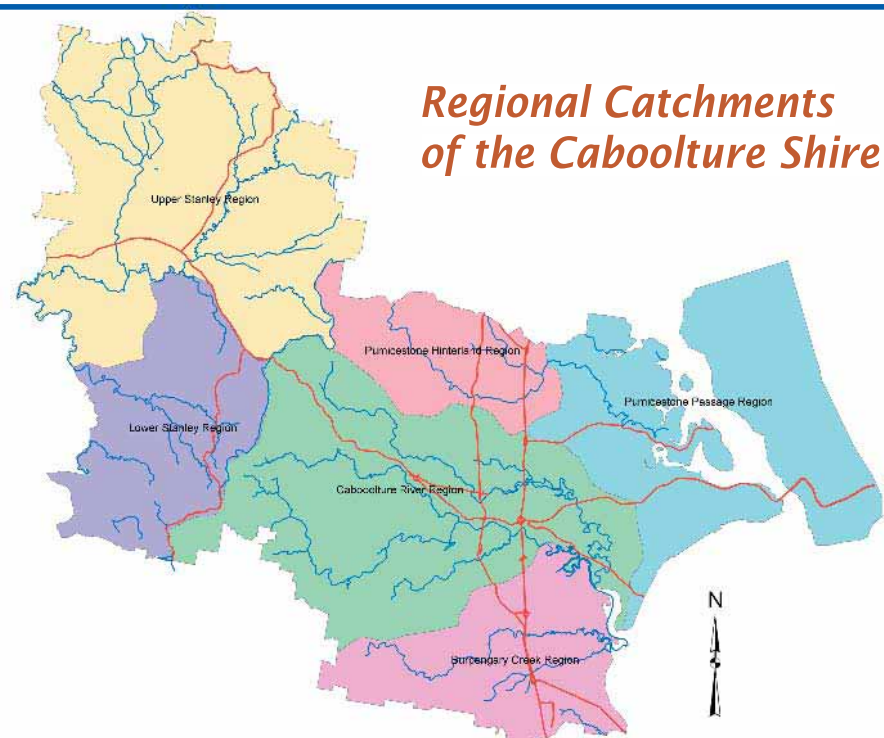 Regional Catchments
of the Caboolture Shire
Upper Stanley Region
Pumicestone Hinterland Region
Pumicestone Passage Region
Lower Stanley Region
Caboolture River Region
N
Burpengary Creek Region